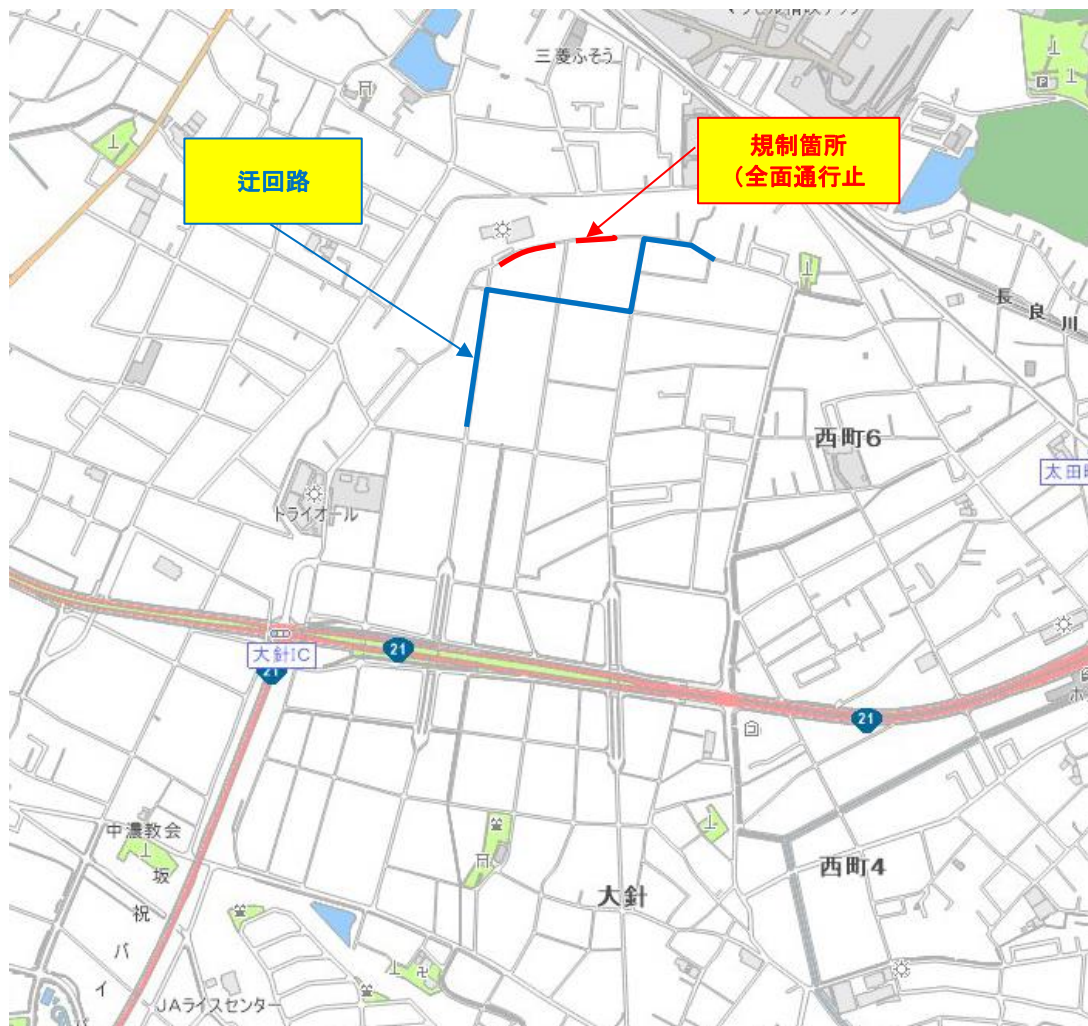 三菱ふそう
迂回路
規制箇所
（全面通行止
長良川
西町6
トライオール
大針IC
21
21
21
中濃教会
西町4
大針
坂祝バイ
JAライスセンター